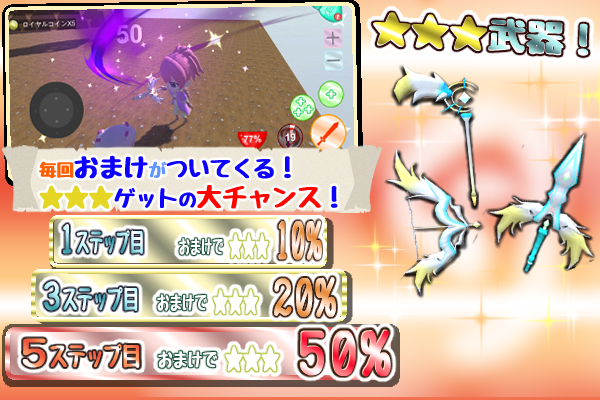 ロイヤルコインX5
50
77%
19
★★★武器！
毎回おまけがついてくる！
★★★ゲットの大チャンス！
1ステップ目 おまけで☆☆☆ 10%
3ステップ目 おまけで☆☆☆ 20%
5ステップ目 おまけで☆☆☆ 50%